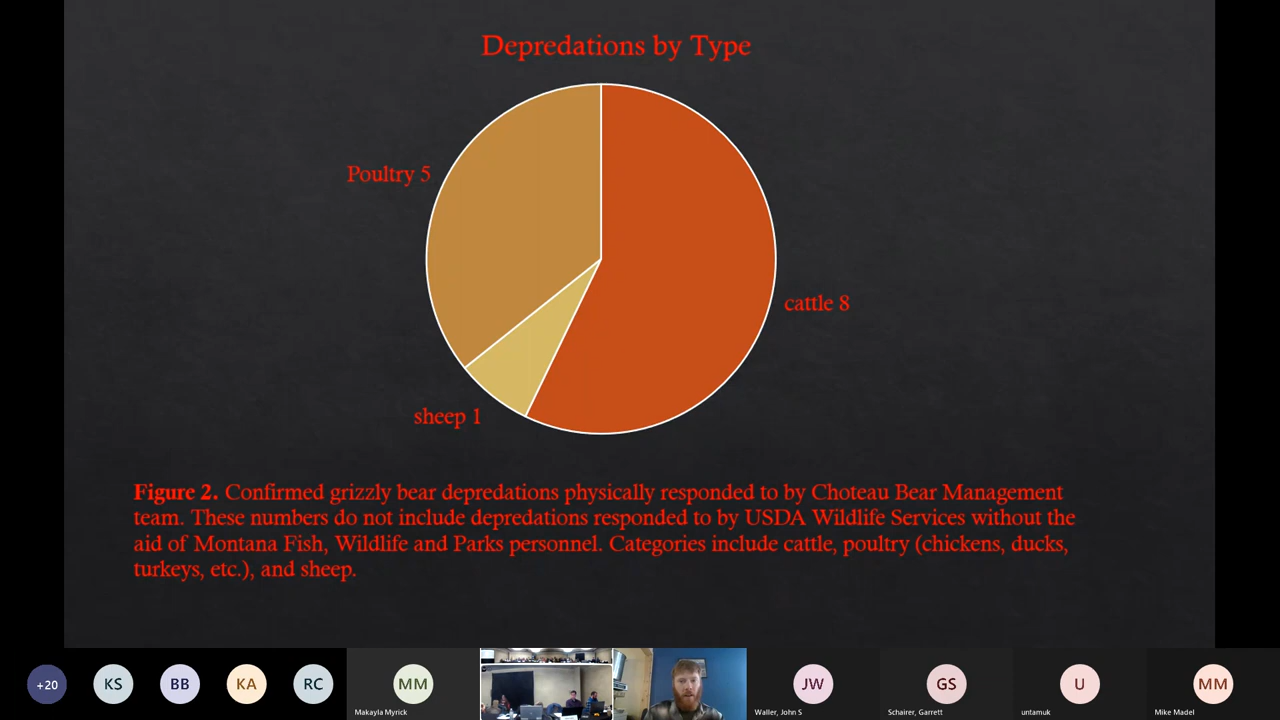 Depredations by Type
Poultry 5
cattle 8
sheep 1
Figure 2. Confirmed grizzly bear depredations physically responded to by Choteau Bear Management
team. These numbers do not include depredations responded to by USDA Wildlife Services without the
aid of Montana Fish, Wildlife and Parks personnel. Categories include cattle, poultry (chickens, ducks,
turkeys, etc.), and sheep.
+20
KS
BB
KA
RC
MM
JW
GS
U
MM
Makayla Myrick
Waller, John S
Schairer, Garrett
untamuk
Mike Madel